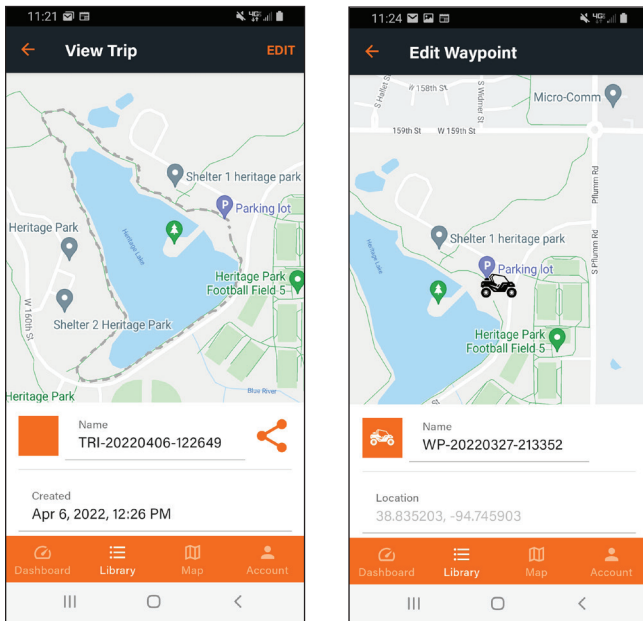 11:21
4G
View Trip
EDIT
Shelter 1 heritage park
P
Parking lot
Heritage Park
Heritage Lake
Heritage Park
Football Field 5
W 160th St
Shelter 2 Heritage Park
Heritage Park
Blue River
Name
TRI-20220406-122649
Created
Apr 6, 2022, 12:26 PM
Dashboard
Library
Map
Account
11:24
4G
Edit Waypoint
S Hallet St
W 158th St
S Widmer St
Micro-Comm
159th St
W 159th St
Pflumm Rd
S Pflumm Rd
Shelter 1 heritage park
Heritage Lake
P
Parking lot
Heritage Park
Football Field 5
Name
WP-20220327-213352
Location
38.835203, -94.745903
Dashboard
Library
Map
Account